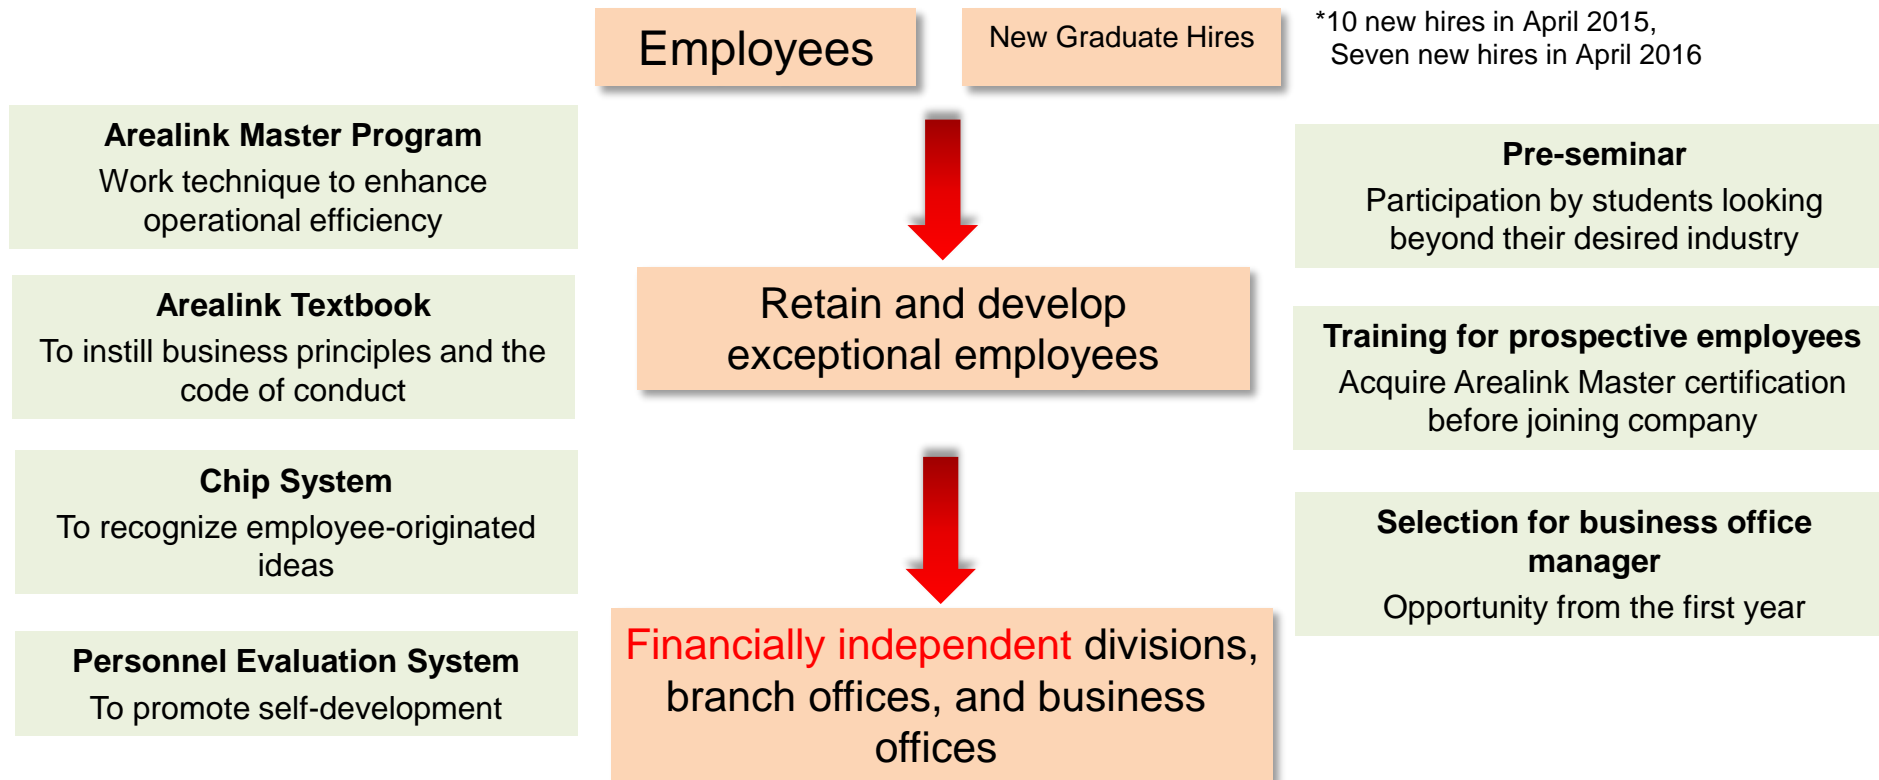 Employees
New Graduate Hires
*10 new hires in April 2015,
Seven new hires in April 2016
Arealink Master Program
Work technique to enhance
operational efficiency
Arealink Textbook
To instill business principles and the
code of conduct
Chip System
To recognize employee-originated
ideas
Personnel Evaluation System
To promote self-development
Retain and develop
exceptional employees
Financially independent divisions,
branch offices, and business
offices
Pre-seminar
Participation by students looking
beyond their desired industry
Training for prospective employees
Acquire Arealink Master certification
before joining company
Selection for business office
manager
Opportunity from the first year